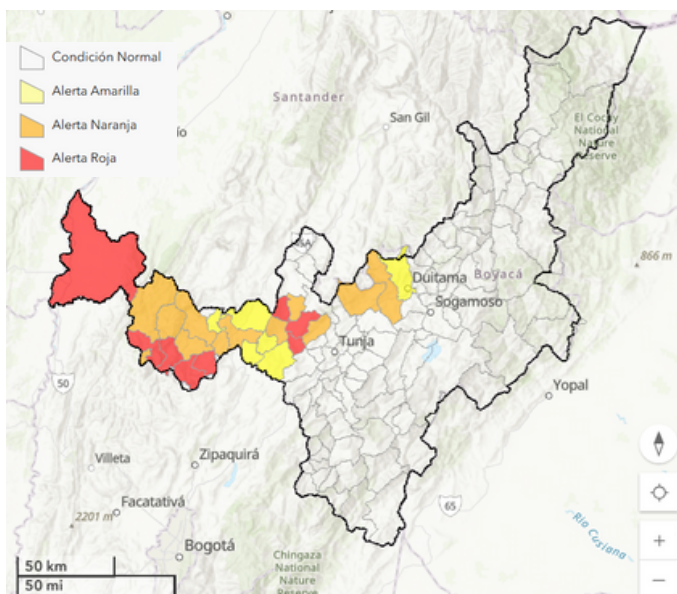 Condición Normal
Alerta Amarilla
Alerta Naranja
Alerta Roja
Santander
San Gil
El Cocuy
National
Nature
Reserve
866 m
Duitama
Boyacá
Sogamoso
Tunja
50
Yopal
Villeta
Zipaquirá
Facatativá
65
2201 m
Río Cusiana
Bogotá
Chingaza
National
Nature
Reserve
50 km
50 mi
+
−